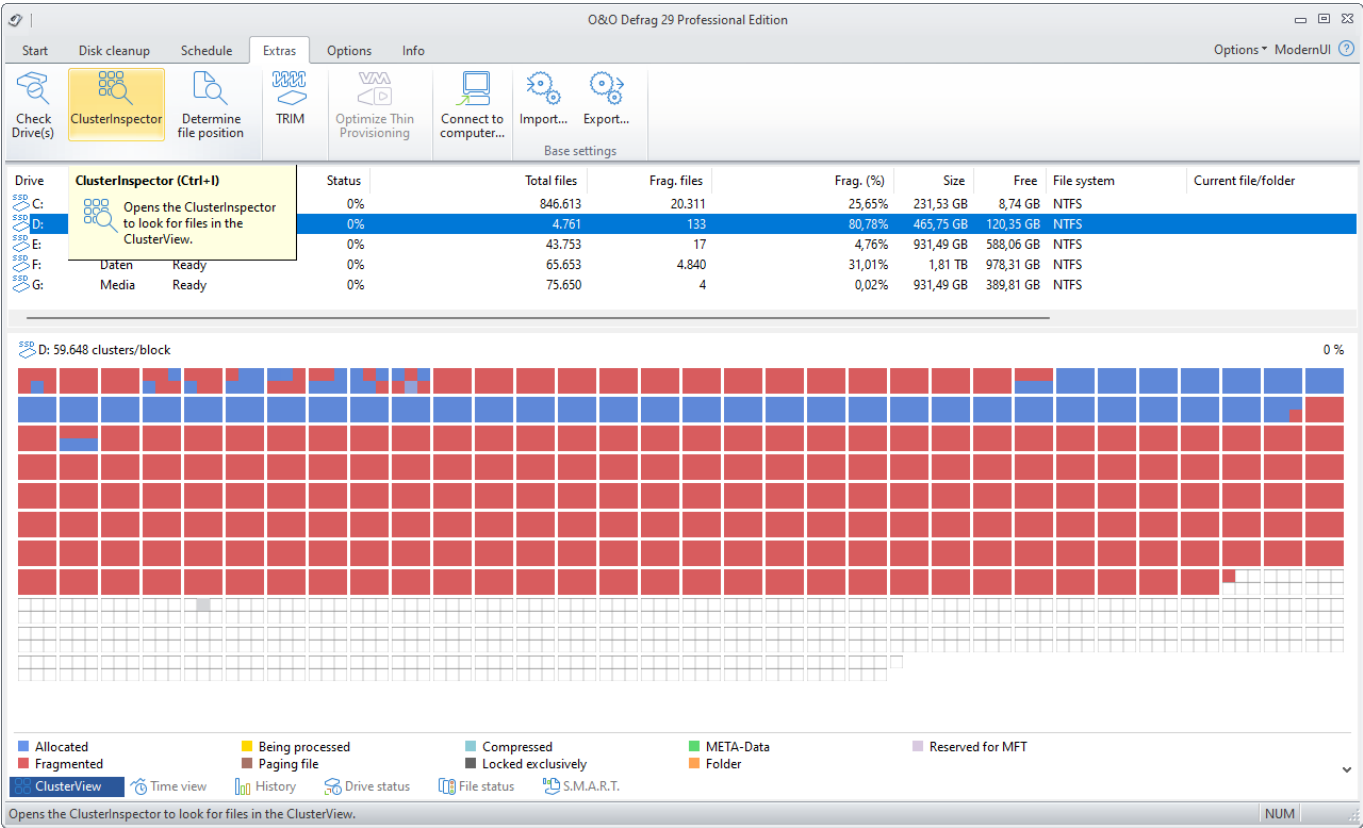 O&O Defrag 29 Professional Edition
Start Disk cleanup Schedule Extras Options Info Options ModernUI ?
Check Drive(s)
ClusterInspector
Determine file position
TRIM
VM
Optimize Thin Provisioning
Connect to computer...
Import... Export...
Base settings
Drive Status Total files Frag. files Frag. (%) Size Free File system Current file/folder
ClusterInspector (Ctrl+I)
Opens the ClusterInspector
to look for files in the
ClusterView.
SSD C: 0% 846.613 20.311 25,65% 231,53 GB 8,74 GB NTFS
SSD D: 0% 4.761 133 80,78% 465,75 GB 120,35 GB NTFS
SSD E: 0% 43.753 17 4,76% 931,49 GB 588,06 GB NTFS
SSD F: Daten Ready 0% 65.653 4.840 31,01% 1,81 TB 978,31 GB NTFS
SSD G: Media Ready 0% 75.650 4 0,02% 931,49 GB 389,81 GB NTFS
SSD D: 59.648 clusters/block 0 %
Allocated Being processed Compressed META-Data Reserved for MFT
Fragmented Paging file Locked exclusively Folder
ClusterView Time view History Drive status File status S.M.A.R.T.
Opens the ClusterInspector to look for files in the ClusterView. NUM